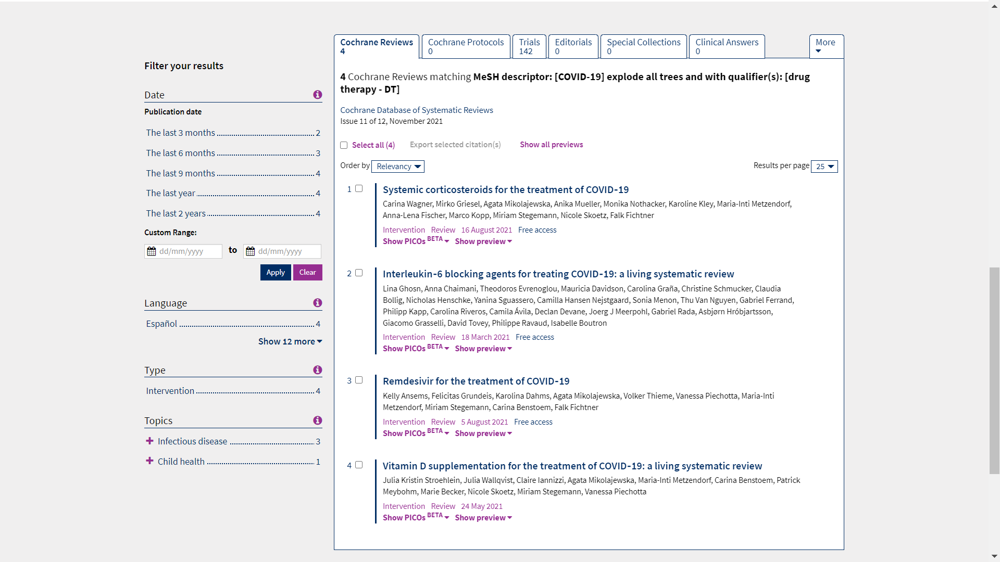 Cochrane Reviews
4
Cochrane Protocols
0
Trials
142
Editorials
0
Special Collections
0
Clinical Answers
0
More
Filter your results
Date
Publication date
The last 3 months 2
The last 6 months 3
The last 9 months 4
The last year 4
The last 2 years 4
Custom Range:
dd/mm/yyyy to dd/mm/yyyy
Apply Clear
Language
Español 4
Show 12 more
Type
Intervention 4
Topics
Infectious disease 3
Child health 1
4 Cochrane Reviews matching MeSH descriptor: [COVID-19] explode all trees and with qualifier(s): [drug
therapy - DT]
Cochrane Database of Systematic Reviews
Issue 11 of 12, November 2021
Select all (4) Export selected citation(s) Show all previews
Order by Relevancy Results per page 25
1 Systemic corticosteroids for the treatment of COVID-19
Carina Wagner, Mirko Griesel, Agata Mikolajewska, Anika Mueller, Monika Nothacker, Karoline Kley, Maria-Inti Metzendorf,
Anna-Lena Fischer, Marco Kopp, Miriam Stegemann, Nicole Skoetz, Falk Fichtner
Intervention Review 16 August 2021 Free access
Show PICOs BETA Show preview
2 Interleukin-6 blocking agents for treating COVID-19: a living systematic review
Lina Ghosn, Anna Chaimani, Theodoros Evrenoglou, Mauricia Davidson, Carolina Graña, Christine Schmucker, Claudia
Bollig, Nicholas Henschke, Yanina Sguassero, Camilla Hansen Nejstgaard, Sonia Menon, Thu Van Nguyen, Gabriel Ferrand,
Philipp Kapp, Carolina Riveros, Camila Ávila, Declan Devane, Joerg J Meerpohl, Gabriel Rada, Asbjørn Hróbjartsson,
Giacomo Grasselli, David Tovey, Philippe Ravaud, Isabelle Boutron
Intervention Review 18 March 2021 Free access
Show PICOs BETA Show preview
3 Remdesivir for the treatment of COVID-19
Kelly Ansems, Felicitas Grundeis, Karolina Dahms, Agata Mikolajewska, Volker Thieme, Vanessa Piechotta, Maria-Inti
Metzendorf, Miriam Stegemann, Carina Benstoem, Falk Fichtner
Intervention Review 5 August 2021 Free access
Show PICOs BETA Show preview
4 Vitamin D supplementation for the treatment of COVID-19: a living systematic review
Julia Kristin Stroehlein, Julia Wallqvist, Claire Iannizzi, Agata Mikolajewska, Maria-Inti Metzendorf, Carina Benstoem, Patrick
Meybohm, Marie Becker, Nicole Skoetz, Miriam Stegemann, Vanessa Piechotta
Intervention Review 24 May 2021
Show PICOs BETA Show preview